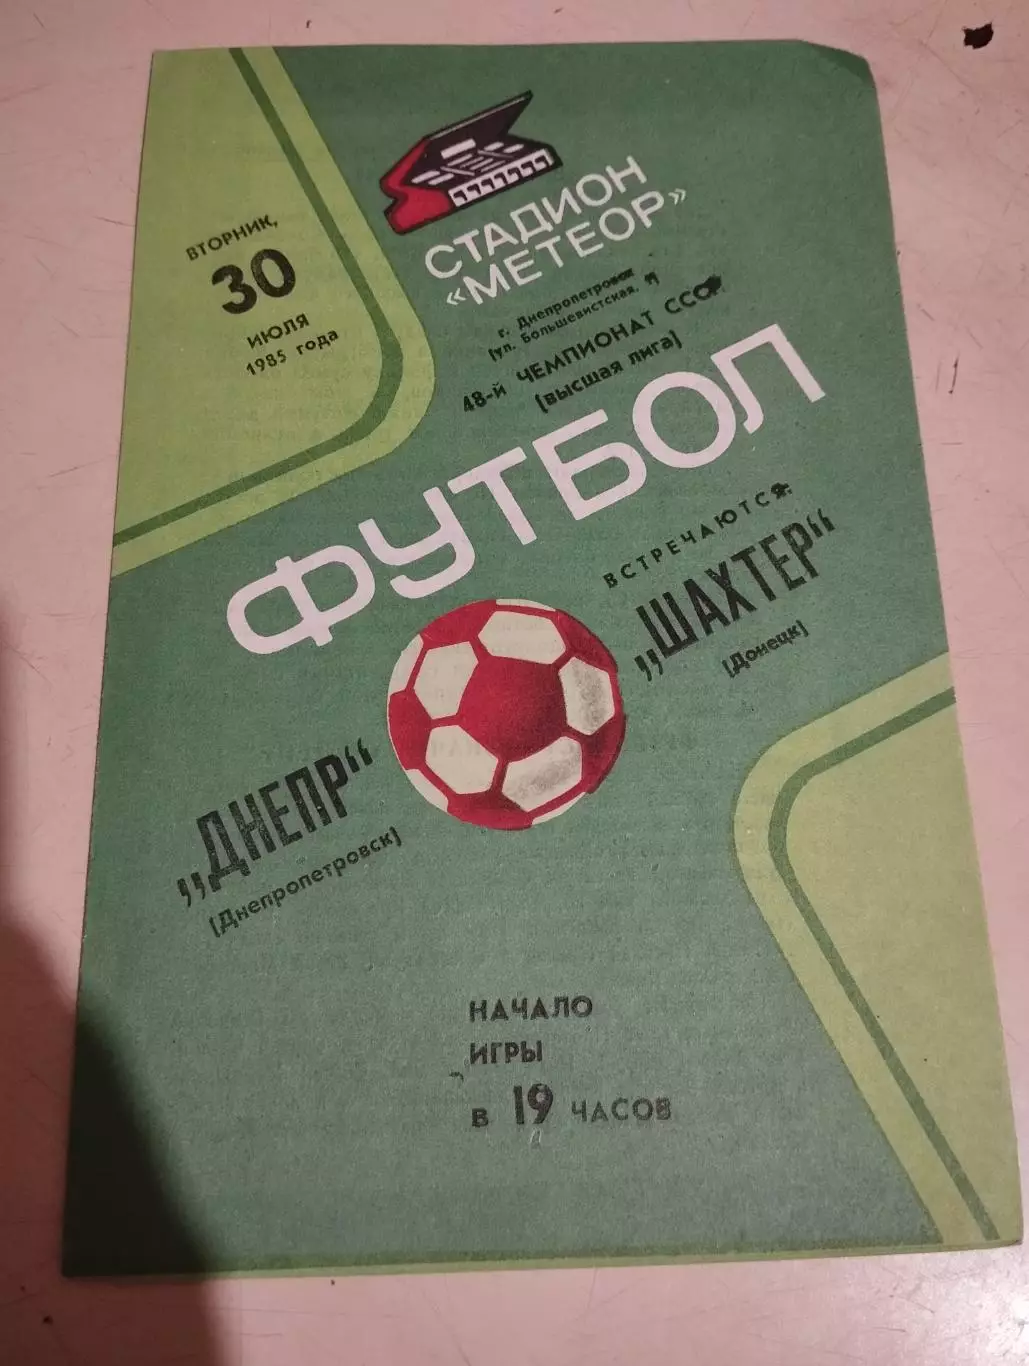 ВТОРНИК,
30
ИЮЛЯ
1985 года
СТАДИОН
«МЕТЕОР»
г. Днепропетровск
(ул. Большевистская,
48-й ЧЕМПИОНАТ СССР
(высшая лига)
ФУТБОЛ
ВСТРЕЧАЮТСЯ:
„ШАХТЕР“
(Донецк)
„ДНЕПР“
(Днепропетровск)
НАЧАЛО
ИГРЫ
в 19 ЧАСОВ